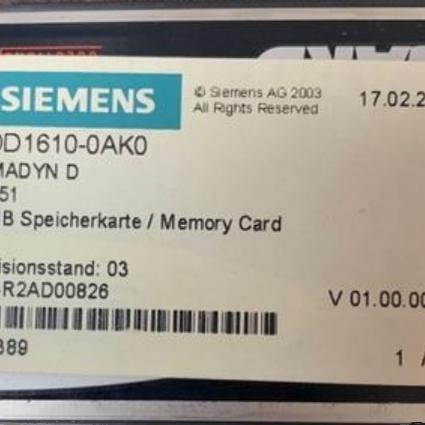 SIEMENS
© Siemens AG 2003
All Rights Reserved
17.02.2
D1610-0AK0
MADYN D
51
B Speicherkarte / Memory Card
isionsstand: 03
R2AD00826
V 01.00.00
389
1